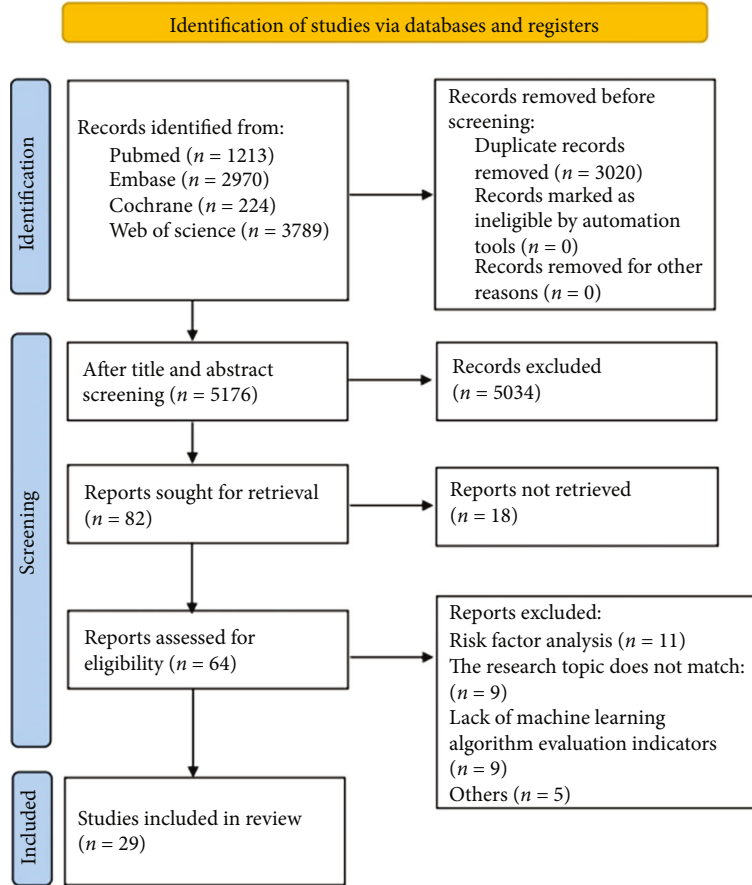 Identification of studies via databases and registers
Identification
Records identified from:
Pubmed (n = 1213)
Embase (n = 2970)
Cochrane (n = 224)
Web of science (n = 3789)
Records removed before
screening:
Duplicate records
removed (n = 3020)
Records marked as
ineligible by automation
tools (n = 0)
Records removed for other
reasons (n = 0)
Screening
After title and abstract
screening (n = 5176)
Records excluded
(n = 5034)
Reports sought for retrieval
(n = 82)
Reports not retrieved
(n = 18)
Reports assessed for
eligibility (n = 64)
Reports excluded:
Risk factor analysis (n = 11)
The research topic does not match:
(n = 9)
Lack of machine learning
algorithm evaluation indicators
(n = 9)
Others (n = 5)
Included
Studies included in review
(n = 29)